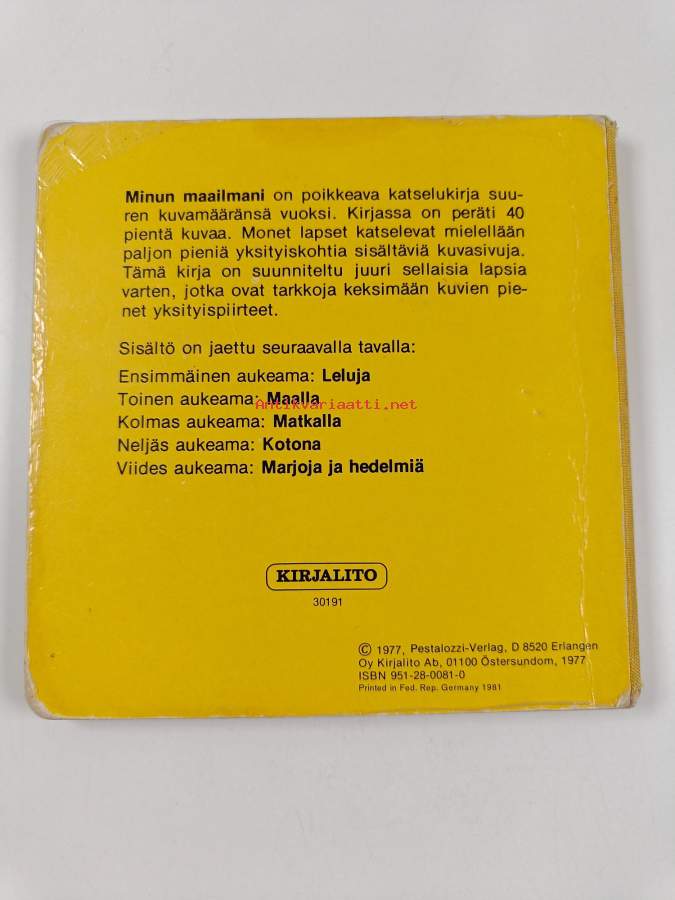 Minun maailmani on poikkeava katselukirja suu-
ren kuvamääränsä vuoksi. Kirjassa on peräti 40
pientä kuvaa. Monet lapset katselevat mielellään
paljon pieniä yksityiskohtia sisältäviä kuvasivuja.
Tämä kirja on suunniteltu juuri sellaisia lapsia
varten, jotka ovat tarkkoja keksimään kuvien pie-
net yksityispiirteet.
Sisältö on jaettu seuraavalla tavalla:
Ensimmäinen aukeama: Leluja
Toinen aukeama: Maalla
Antikvariaatti.net
Kolmas aukeama: Matkalla
Neljäs aukeama: Kotona
Viides aukeama: Marjoja ja hedelmiä
KIRJALITO
30191
© 1977, Pestalozzi-Verlag, D 8520 Erlangen
Oy Kirjalito Ab, 01100 Östersundom, 1977
ISBN 951-28-0081-0
Printed in Fed. Rep. Germany 1981